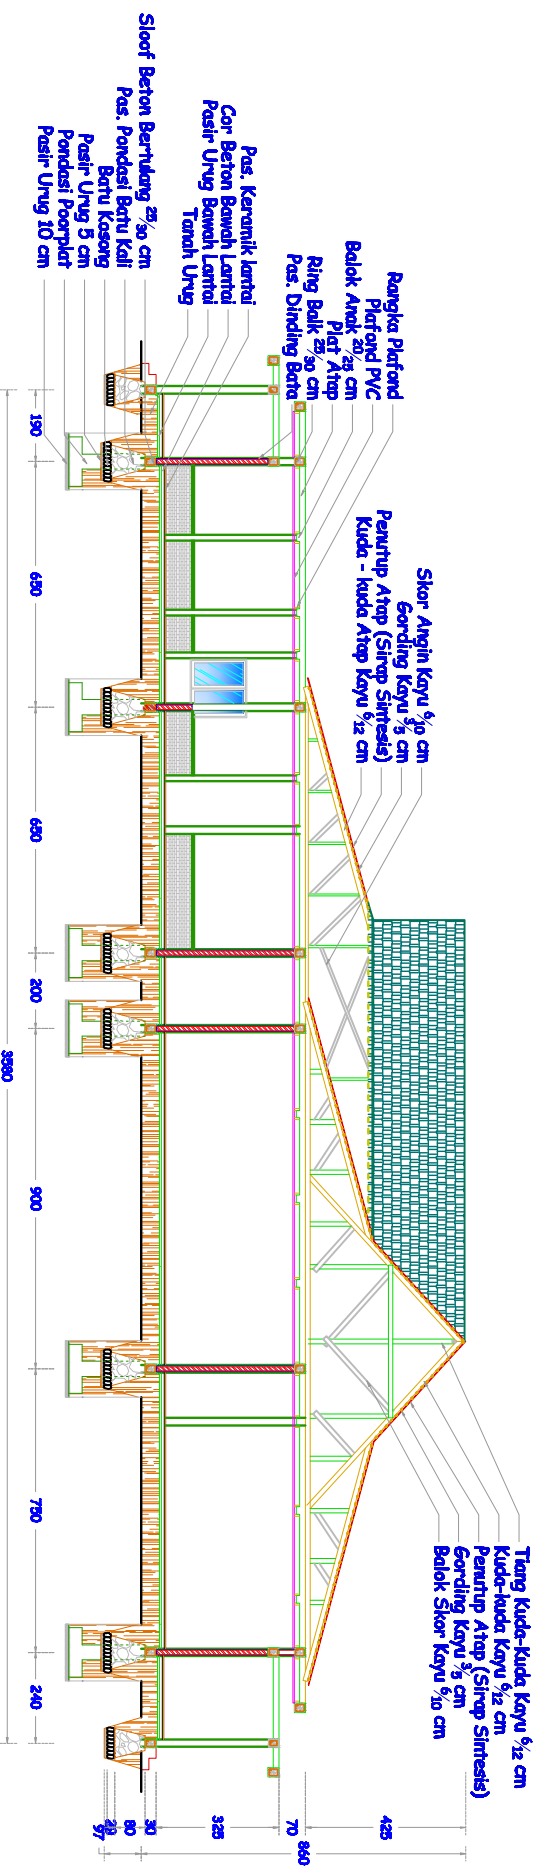 Rangka Plafond
Plafond PVC
Balok Anak 20/25 cm
Plat Atap
Ring Balk 25/30 cm
Pas. Dinding Bata
Pas. Keramik lantai
Cor Beton Bawah Lantai
Pasir Urug Bawah Lantai
Tanah Urug
Sloof Beton Bertulang 25/30 cm
Pas. Pondasi Batu Kali
Batu Kosong
Pasir Urug 5 cm
Pondasi Poorplat
Pasir Urug 10 cm
Skor Angin Kayu 6/10 cm
Gording Kayu 3/5 cm
Penutup Atap (Sirap Sintesis)
Kuda - kuda Atap Kayu 6/12 cm
Tiang Kuda-Kuda Kayu 6/12 cm
Kuda-kuda Kayu 6/12 cm
Penutup Atap (Sirap Sintesis)
Gording Kayu 3/5 cm
Balok Skor Kayu 6/10 cm
425
860
70
325
30
80
97
190
650
650
200
900
750
240
3580